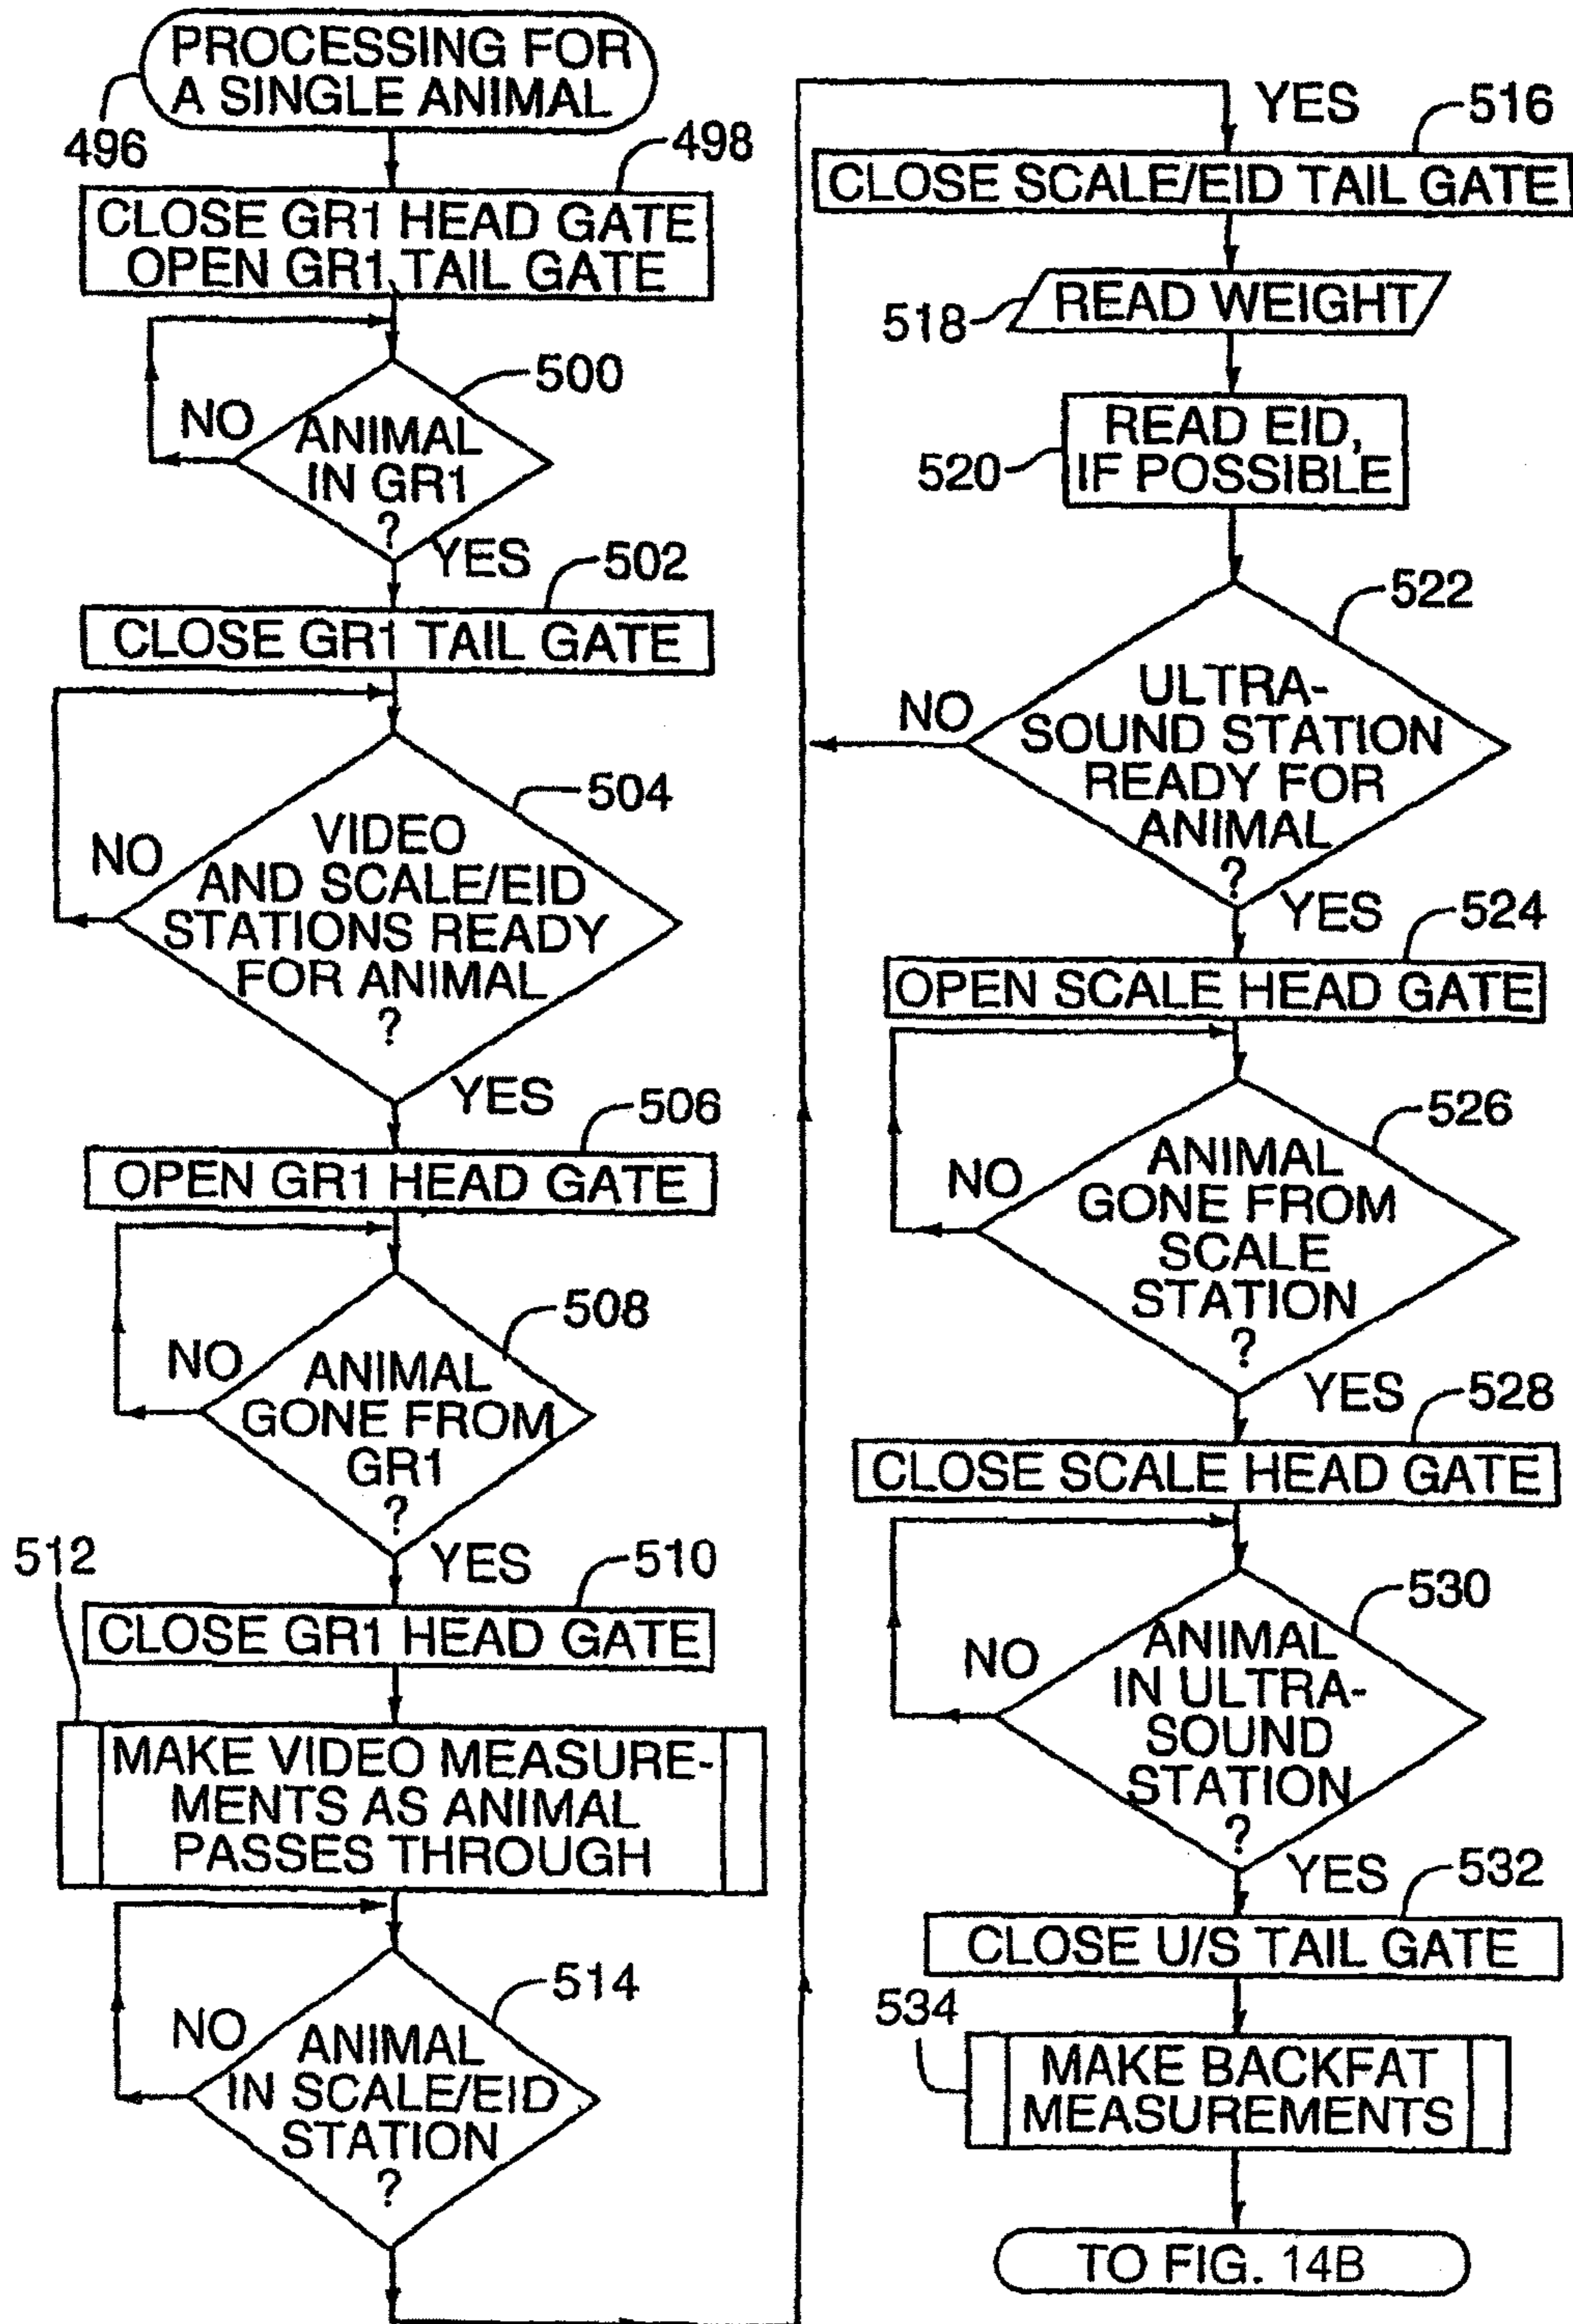 PROCESSING FOR
A SINGLE ANIMAL
496
498
CLOSE GR1 HEAD GATE
OPEN GR1 TAIL GATE
500
NO
ANIMAL
IN GR1
?
YES
502
CLOSE GR1 TAIL GATE
504
NO
VIDEO
AND SCALE/EID
STATIONS READY
FOR ANIMAL
?
YES
506
OPEN GR1 HEAD GATE
508
NO
ANIMAL
GONE FROM
GR1
?
512
YES
510
CLOSE GR1 HEAD GATE
MAKE VIDEO MEASURE-
MENTS AS ANIMAL
PASSES THROUGH
514
NO
ANIMAL
IN SCALE/EID
STATION
?
YES
516
CLOSE SCALE/EID TAIL GATE
518
READ WEIGHT
520
READ EID,
IF POSSIBLE
522
NO
ULTRA-
SOUND STATION
READY FOR
ANIMAL
?
YES
524
OPEN SCALE HEAD GATE
526
NO
ANIMAL
GONE FROM
SCALE
STATION
?
YES
528
CLOSE SCALE HEAD GATE
530
NO
ANIMAL
IN ULTRA-
SOUND
STATION
?
YES
532
CLOSE U/S TAIL GATE
534
MAKE BACKFAT
MEASUREMENTS
TO FIG. 14B